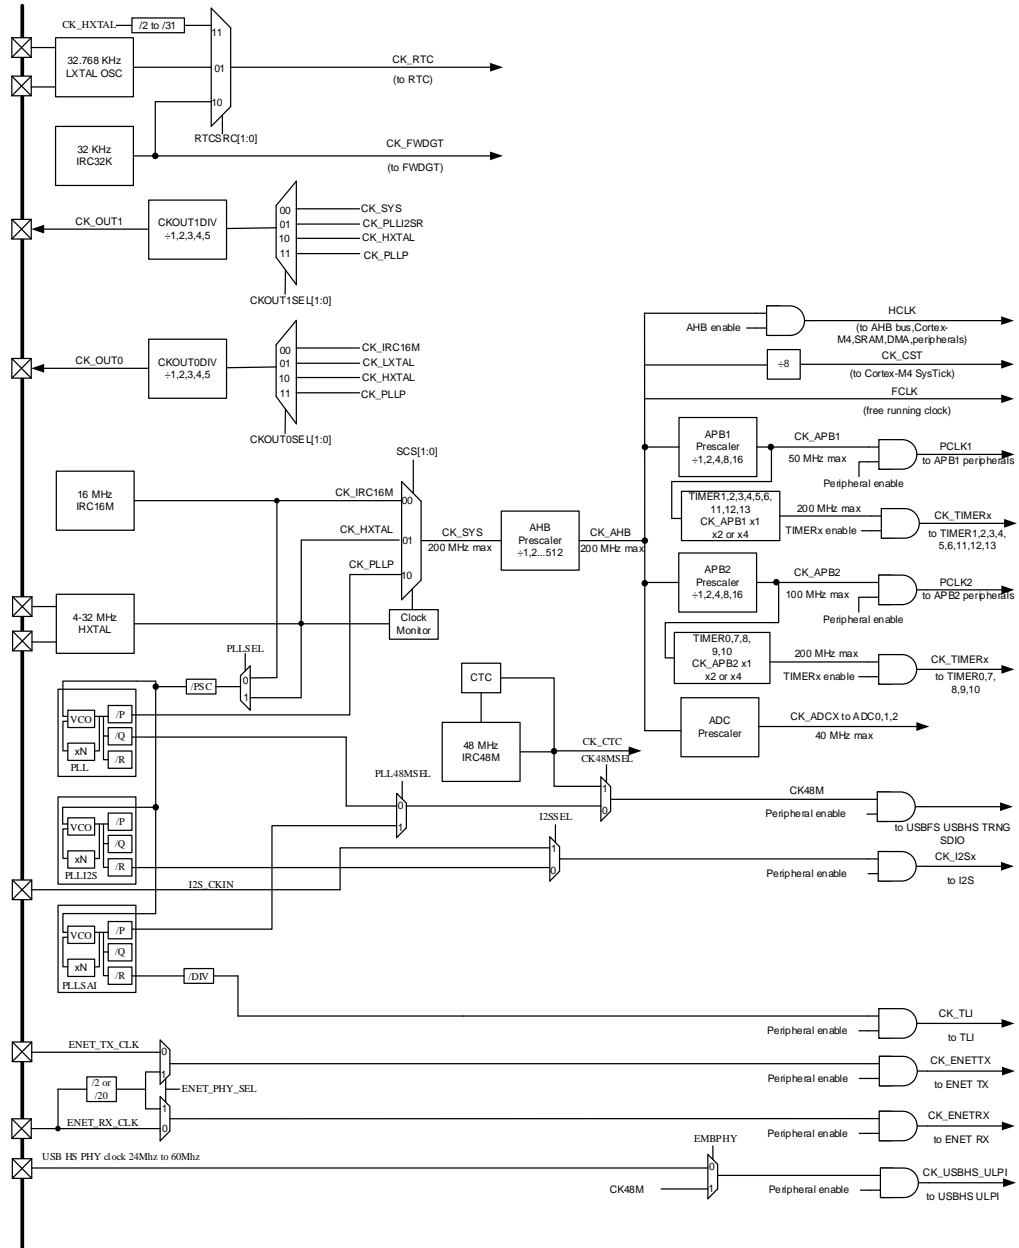 CK_HXTAL
/2 to /31
11
32.768 KHz
LXTAL OSC
01
CK_RTC
(to RTC)
10
RTCSRC[1:0]
32 KHz
IRC32K
CK_FWDGT
(to FWDGT)
CK_OUT1
CKOUT1DIV
÷1,2,3,4,5
00
01
10
11
CK_SYS
CK_PLLI2SR
CK_HXTAL
CK_PLLP
CKOUT1SEL[1:0]
CK_OUT0
CKOUT0DIV
÷1,2,3,4,5
00
01
10
11
CK_IRC16M
CK_LXTAL
CK_HXTAL
CK_PLLP
CKOUT0SEL[1:0]
AHB enable
HCLK
(to AHB bus,Cortex-
M4,SRAM,DMA,peripherals)
÷8
CK_CST
(to Cortex-M4 SysTick)
FCLK
(free running clock)
SCS[1:0]
16 MHz
IRC16M
CK_IRC16M
00
CK_HXTAL
01
CK_PLLP
10
CK_SYS
200 MHz max
AHB
Prescaler
÷1,2...512
CK_AHB
200 MHz max
APB1
Prescaler
÷1,2,4,8,16
CK_APB1
50 MHz max
Peripheral enable
PCLK1
to APB1 peripherals
TIMER1,2,3,4,5,6,
11,12,13
CK_APB1 x1
x2 or x4
200 MHz max
TIMERx enable
CK_TIMERx
to TIMER1,2,3,4,
5,6,11,12,13
APB2
Prescaler
÷1,2,4,8,16
CK_APB2
100 MHz max
Peripheral enable
PCLK2
to APB2 peripherals
4-32 MHz
HXTAL
Clock
Monitor
TIMER0,7,8,
9,10
CK_APB2 x1
x2 or x4
200 MHz max
TIMERx enable
CK_TIMERx
to TIMER0,7,
8,9,10
PLLSEL
0
1
/PSC
CTC
VCO
xN
/P
/Q
/R
PLL
ADC
Prescaler
CK_ADCX to ADC0,1,2
40 MHz max
48 MHz
IRC48M
CK_CTC
CK48MSEL
1
0
PLL48MSEL
0
1
CK48M
Peripheral enable
to USBFS USBHS TRNG
SDIO
VCO
xN
/P
/Q
/R
PLLI2S
I2SSEL
1
0
I2S_CKIN
Peripheral enable
CK_I2Sx
to I2S
VCO
xN
/P
/Q
/R
PLLSAI
/DIV
Peripheral enable
CK_TLI
to TLI
ENET_TX_CLK
0
1
Peripheral enable
CK_ENETTX
to ENET TX
/2 or
/20
ENET_PHY_SEL
ENET_RX_CLK
1
0
Peripheral enable
CK_ENETRX
to ENET RX
USB HS PHY clock 24Mhz to 60Mhz
EMBPHY
0
1
CK48M
Peripheral enable
CK_USBHS_ULPI
to USBHS ULPI